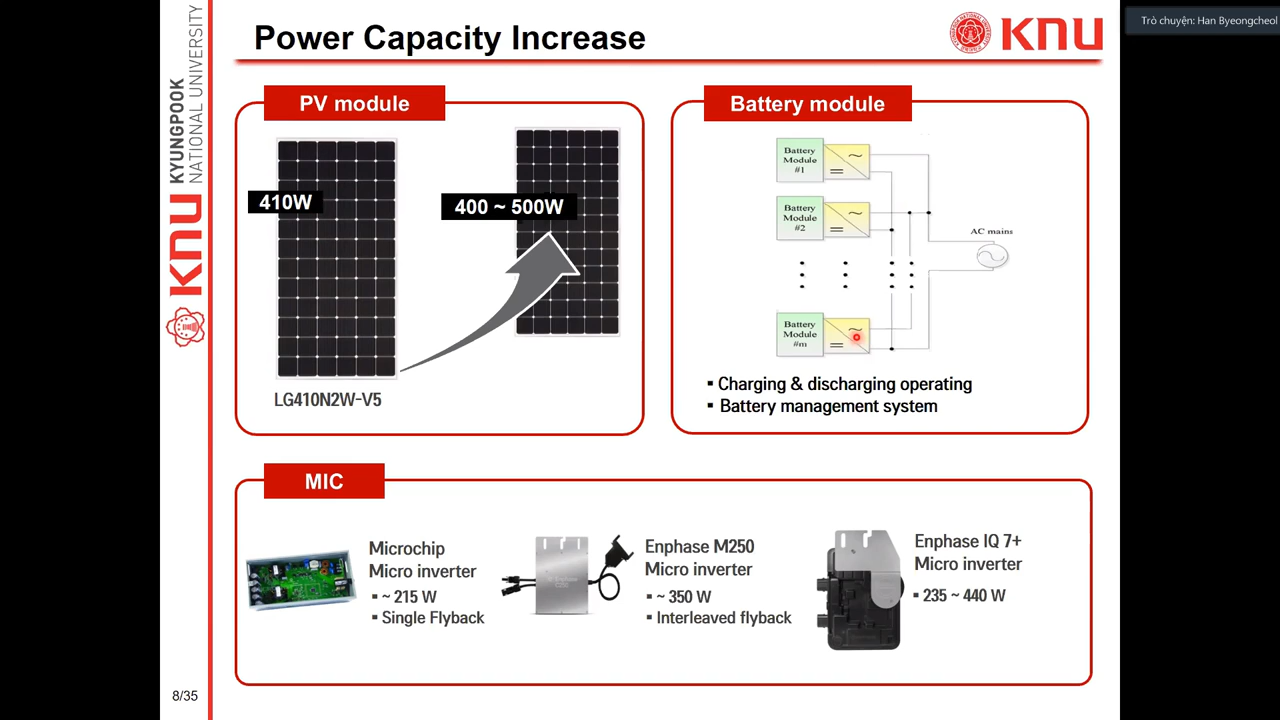 Trò chuyện: Han Byeongcheol
KNU KYUNGPOOK
NATIONAL UNIVERSITY
Power Capacity Increase
KNU
PV module
410W
400 ~ 500W
LG410N2W-V5
Battery module
Battery
Module
#1
Battery
Module
#2
Battery
Module
#m
AC mains
▪ Charging & discharging operating
▪ Battery management system
MIC
Microchip
Micro inverter
▪ ~ 215 W
▪ Single Flyback
Enphase M250
Micro inverter
▪ ~ 350 W
▪ Interleaved flyback
Enphase IQ 7+
Micro inverter
▪ 235 ~ 440 W
8/35